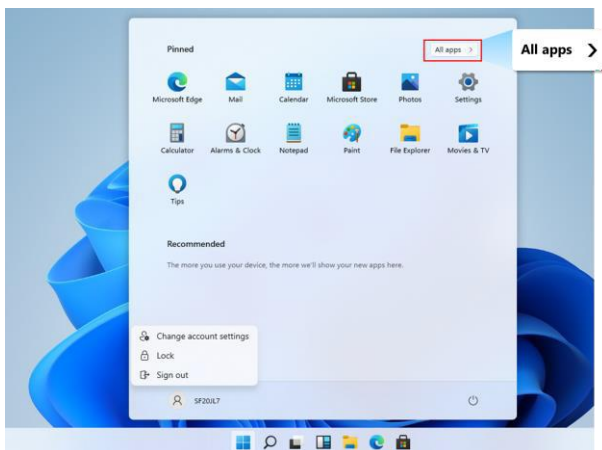 Pinned
All apps >
All apps >
Microsoft Edge Mail Calendar Microsoft Store Photos Settings
Calculator Alarms & Clock Notepad Paint File Explorer Movies & TV
Tips
Recommended
The more you use your device, the more we'll show your new apps here.
Change account settings
Lock
Sign out
SF20JL7